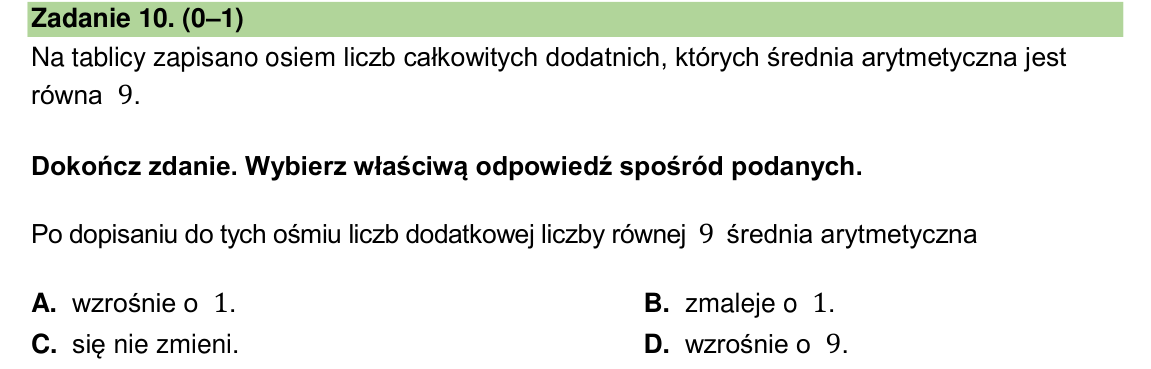 Zadanie 10. (0–1)
Na tablicy zapisano osiem liczb całkowitych dodatnich, których średnia arytmetyczna jest
równa 9.
Dokończ zdanie. Wybierz właściwą odpowiedź spośród podanych.
Po dopisaniu do tych ośmiu liczb dodatkowej liczby równej 9 średnia arytmetyczna
A. wzrośnie o 1. B. zmaleje o 1.
C. się nie zmieni. D. wzrośnie o 9.